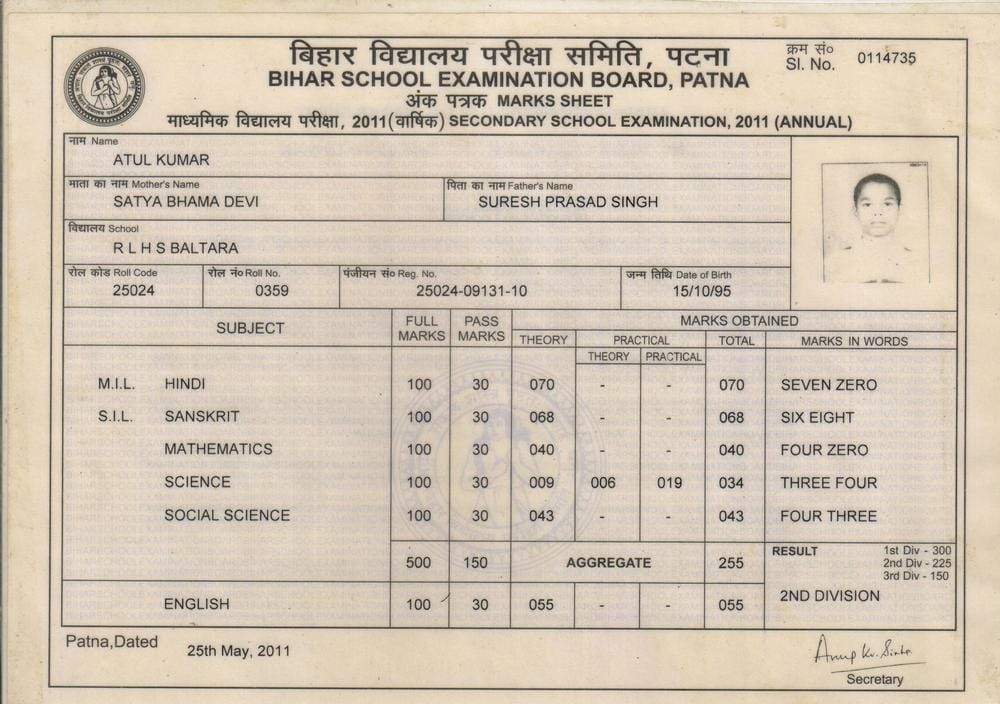 बिहार विद्यालय परीक्षा समिति, पटना
क्रम सं०
Sl. No. 0114735
BIHAR SCHOOL EXAMINATION BOARD, PATNA
अंक पत्रक MARKS SHEET
माध्यमिक विद्यालय परीक्षा, 2011(वार्षिक) SECONDARY SCHOOL EXAMINATION, 2011 (ANNUAL)
नाम Name
ATUL KUMAR
माता का नाम Mother's Name पिता का नाम Father's Name
SATYA BHAMA DEVI SURESH PRASAD SINGH
विद्यालय School
R L H S BALTARA
रोल कोड Roll Code रोल नं० Roll No. पंजीयन सं० Reg. No. जन्म तिथि Date of Birth
25024 0359 25024-09131-10 15/10/95
SUBJECT FULL MARKS PASS MARKS MARKS OBTAINED
THEORY PRACTICAL TOTAL MARKS IN WORDS
THEORY PRACTICAL
M.I.L. HINDI 100 30 070 - - 070 SEVEN ZERO
S.I.L. SANSKRIT 100 30 068 - - 068 SIX EIGHT
MATHEMATICS 100 30 040 - - 040 FOUR ZERO
SCIENCE 100 30 009 006 019 034 THREE FOUR
SOCIAL SCIENCE 100 30 043 - - 043 FOUR THREE
500 150 AGGREGATE 255
RESULT 1st Div - 300
2nd Div - 225
3rd Div - 150
2ND DIVISION
ENGLISH 100 30 055 - - 055
Patna,Dated 25th May, 2011
Anup Kr. Sinha
Secretary